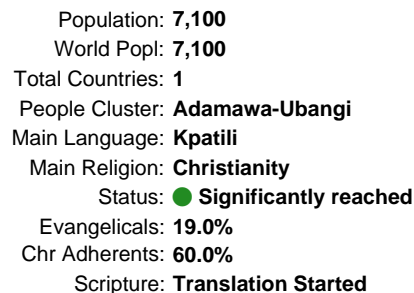 Population: 7,100
World Popl: 7,100
Total Countries: 1
People Cluster: Adamawa-Ubangi
Main Language: Kpatili
Main Religion: Christianity
Status: Significantly reached
Evangelicals: 19.0%
Chr Adherents: 60.0%
Scripture: Translation Started